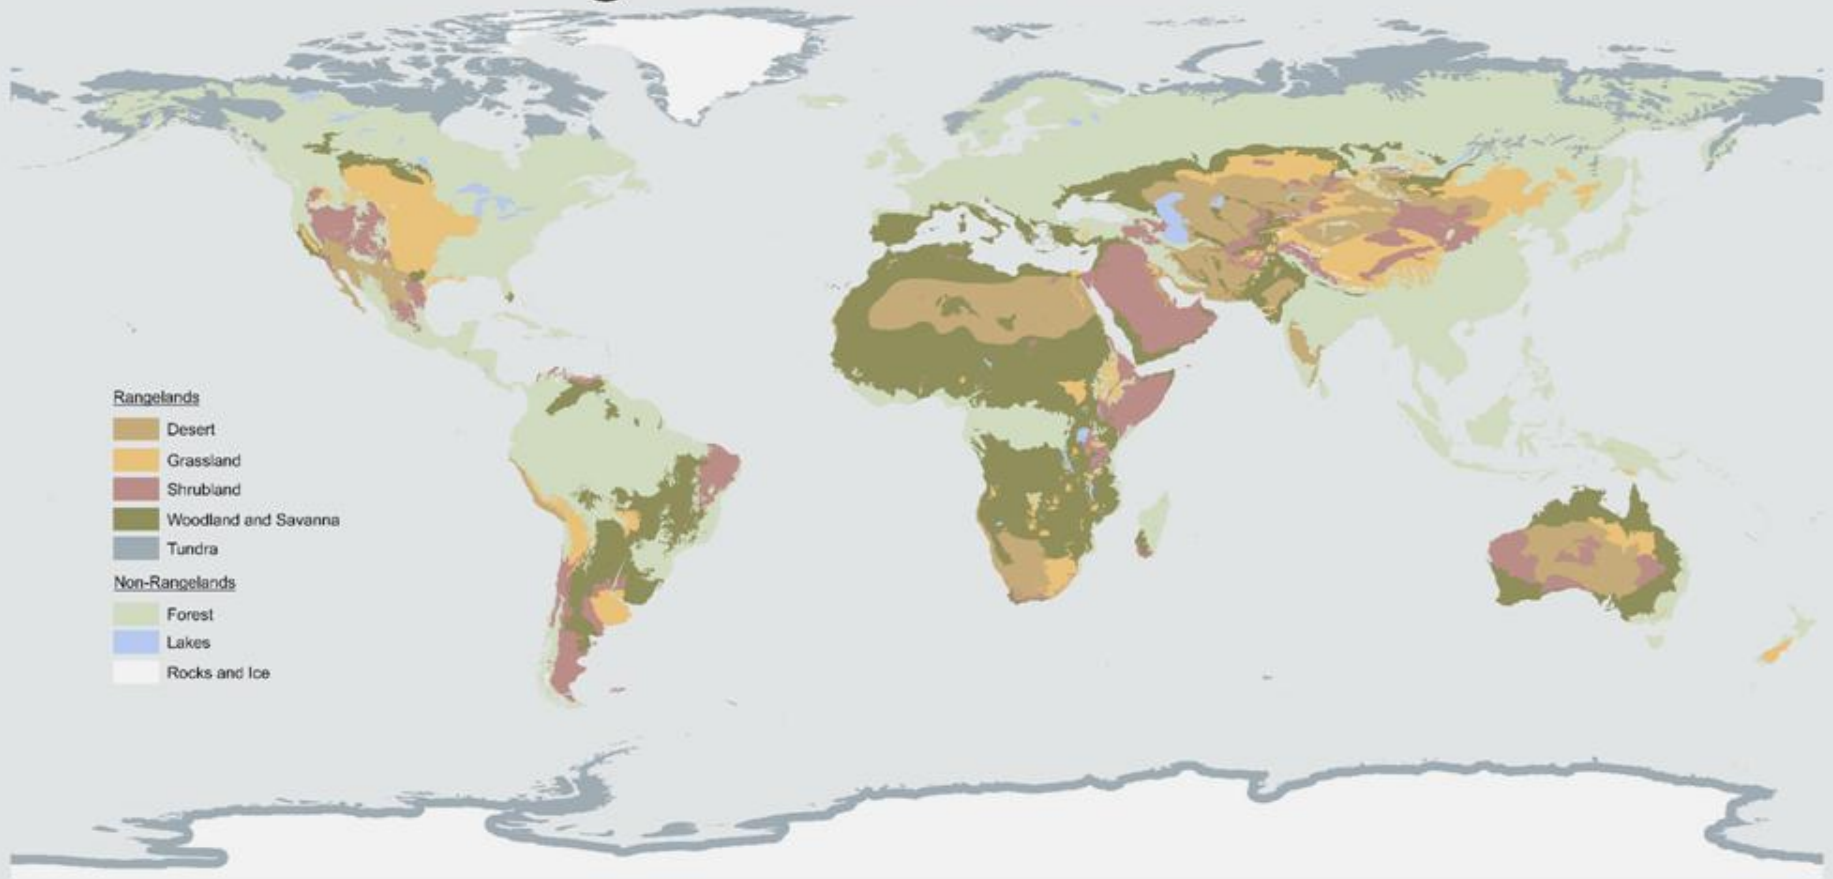 Rangelands
Desert
Grassland
Shrubland
Woodland and Savanna
Tundra
Non-Rangelands
Forest
Lakes
Rocks and Ice